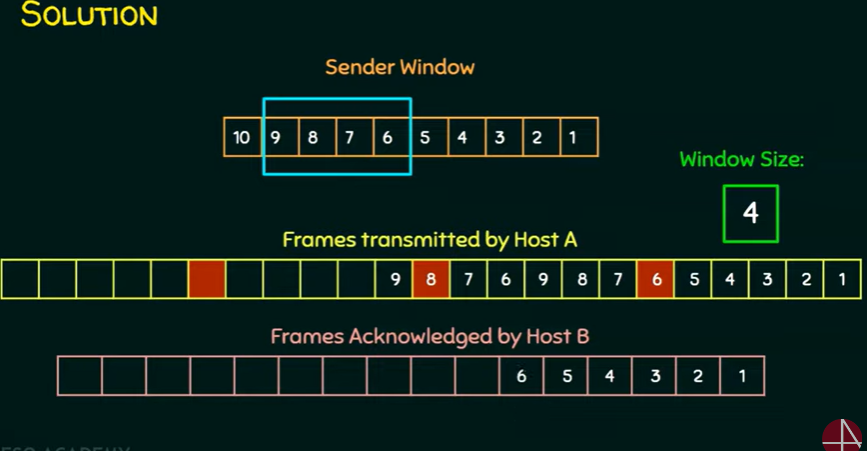 SOLUTION
Sender Window
10 9 8 7 6 5 4 3 2 1
Window Size:
4
Frames transmitted by Host A
9 8 7 6 9 8 7 6 5 4 3 2 1
Frames Acknowledged by Host B
6 5 4 3 2 1